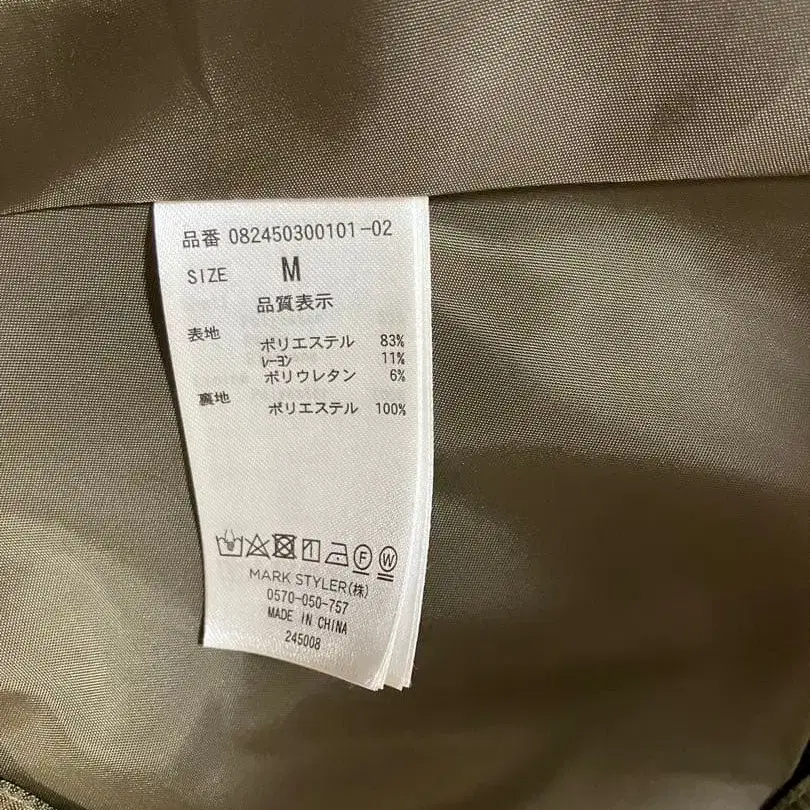 品番 082450300101-02
SIZE M
品質表示
表地 ポリエステル 83%
レーヨン 11%
ポリウレタン 6%
裏地 ポリエステル 100%
F W
MARK STYLER(株)
0570-050-757
MADE IN CHINA
245008